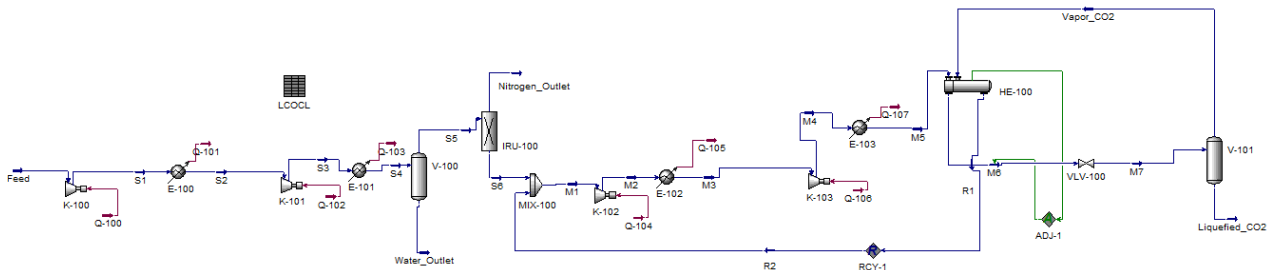 Vapor_CO2
HE-100
LCOCL
Nitrogen_Outlet
IRU-100
Feed
K-100
Q-100
S1
Q-101
E-100
S2
K-101
Q-102
S3
Q-103
E-101
S4
V-100
S5
Water_Outlet
S6
MIX-100
M1
K-102
Q-104
M2
Q-105
E-102
M3
K-103
Q-106
M4
Q-107
E-103
M5
M6
R1
VLV-100
M7
V-101
ADJ-1
A
Liquefied_CO2
R2
R
RCY-1